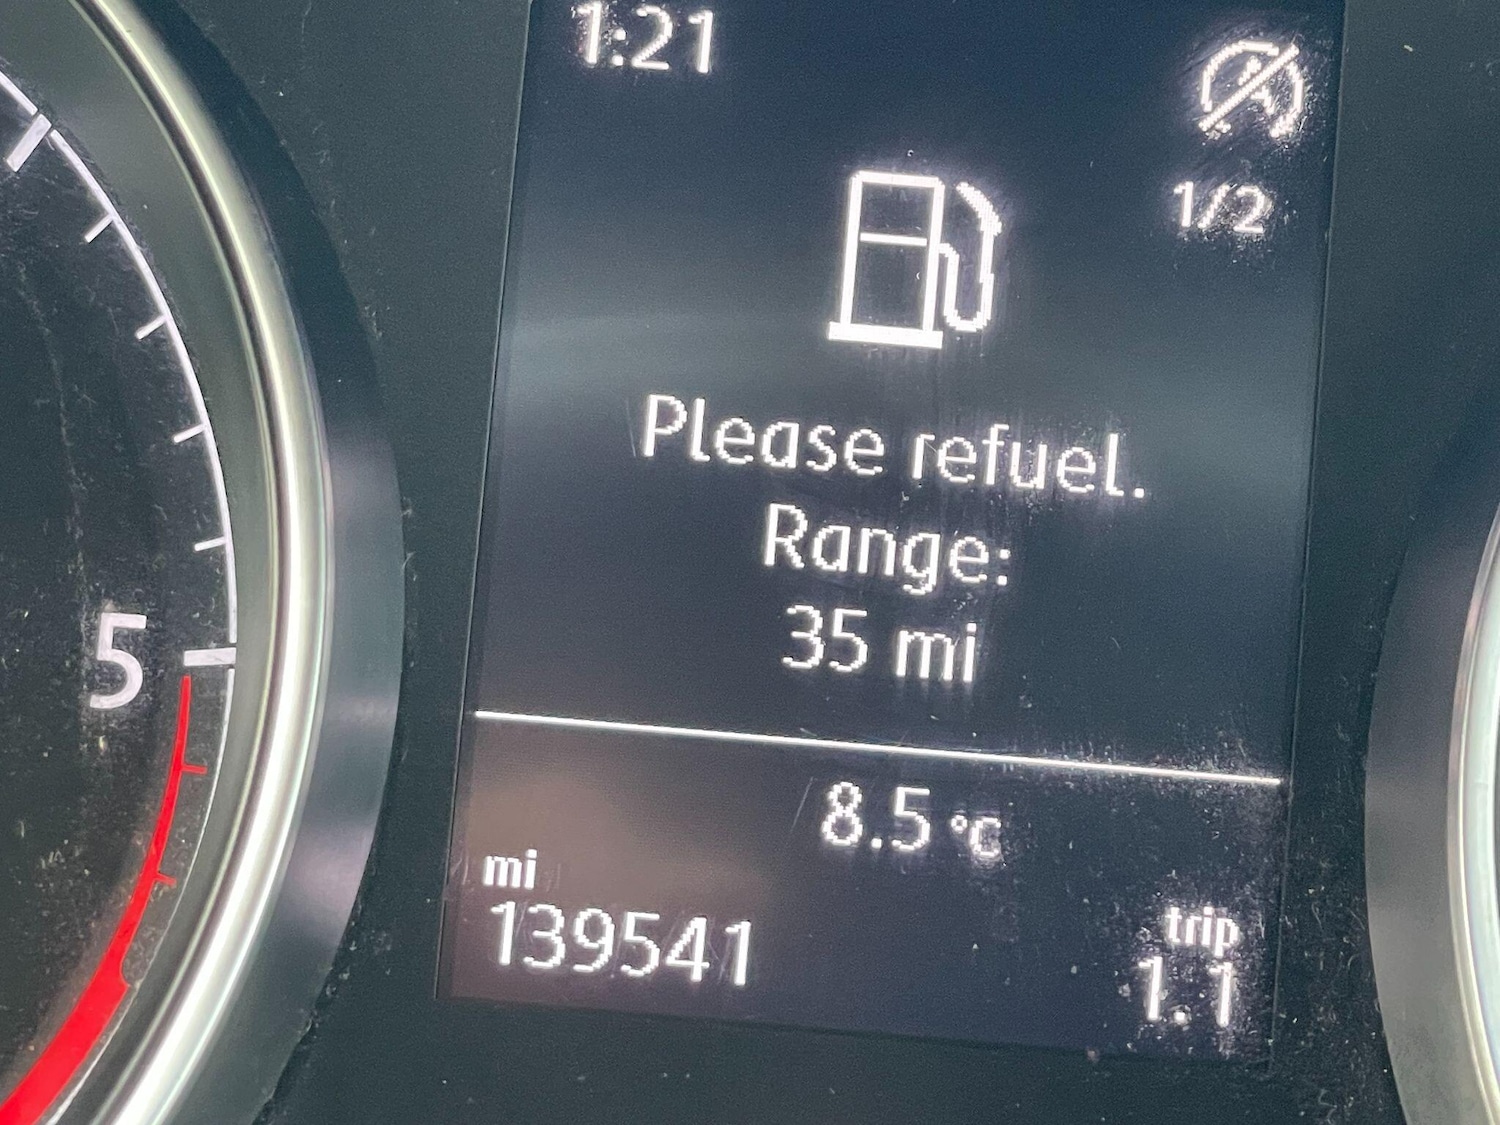 1:21
1/2
Please refuel.
Range:
35 mi
5
8.5 °C
mi
139541
trip
1.1